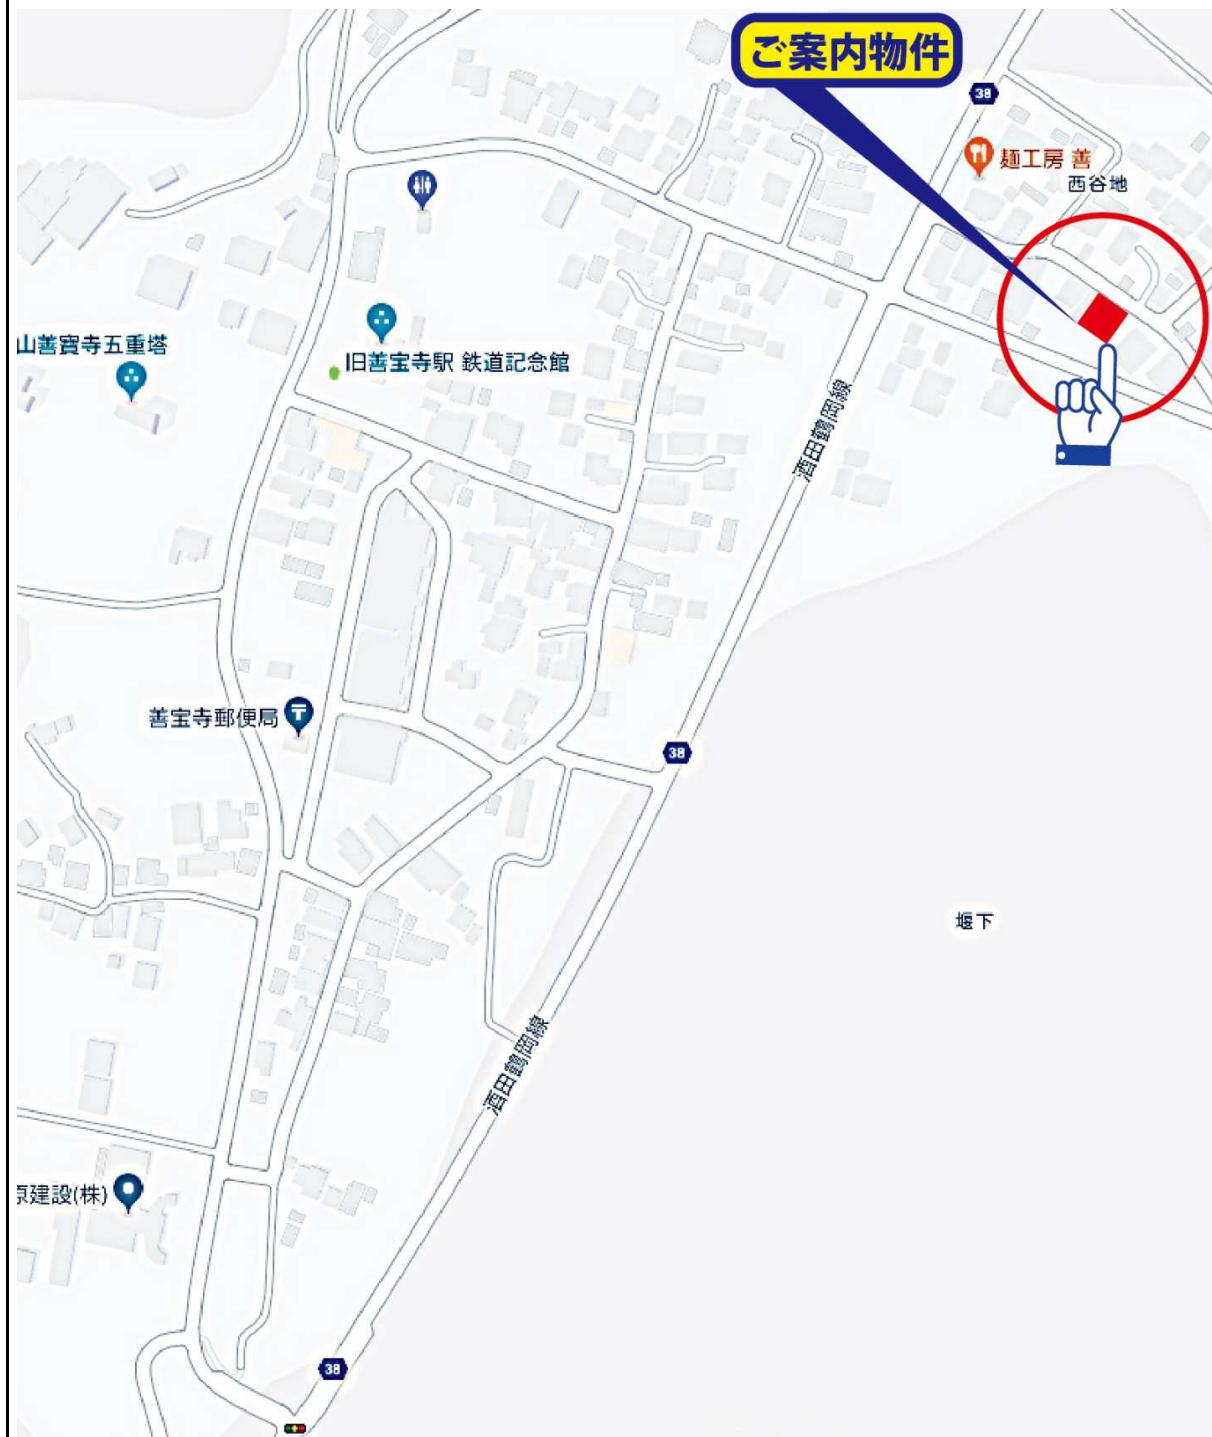 ご案内物件
38
麺工房 善
西谷地
山善寳寺五重塔
旧善宝寺駅 鉄道記念館
酒田鶴岡線
善宝寺郵便局
38
堰下
酒田鶴岡線
原建設(株)
38